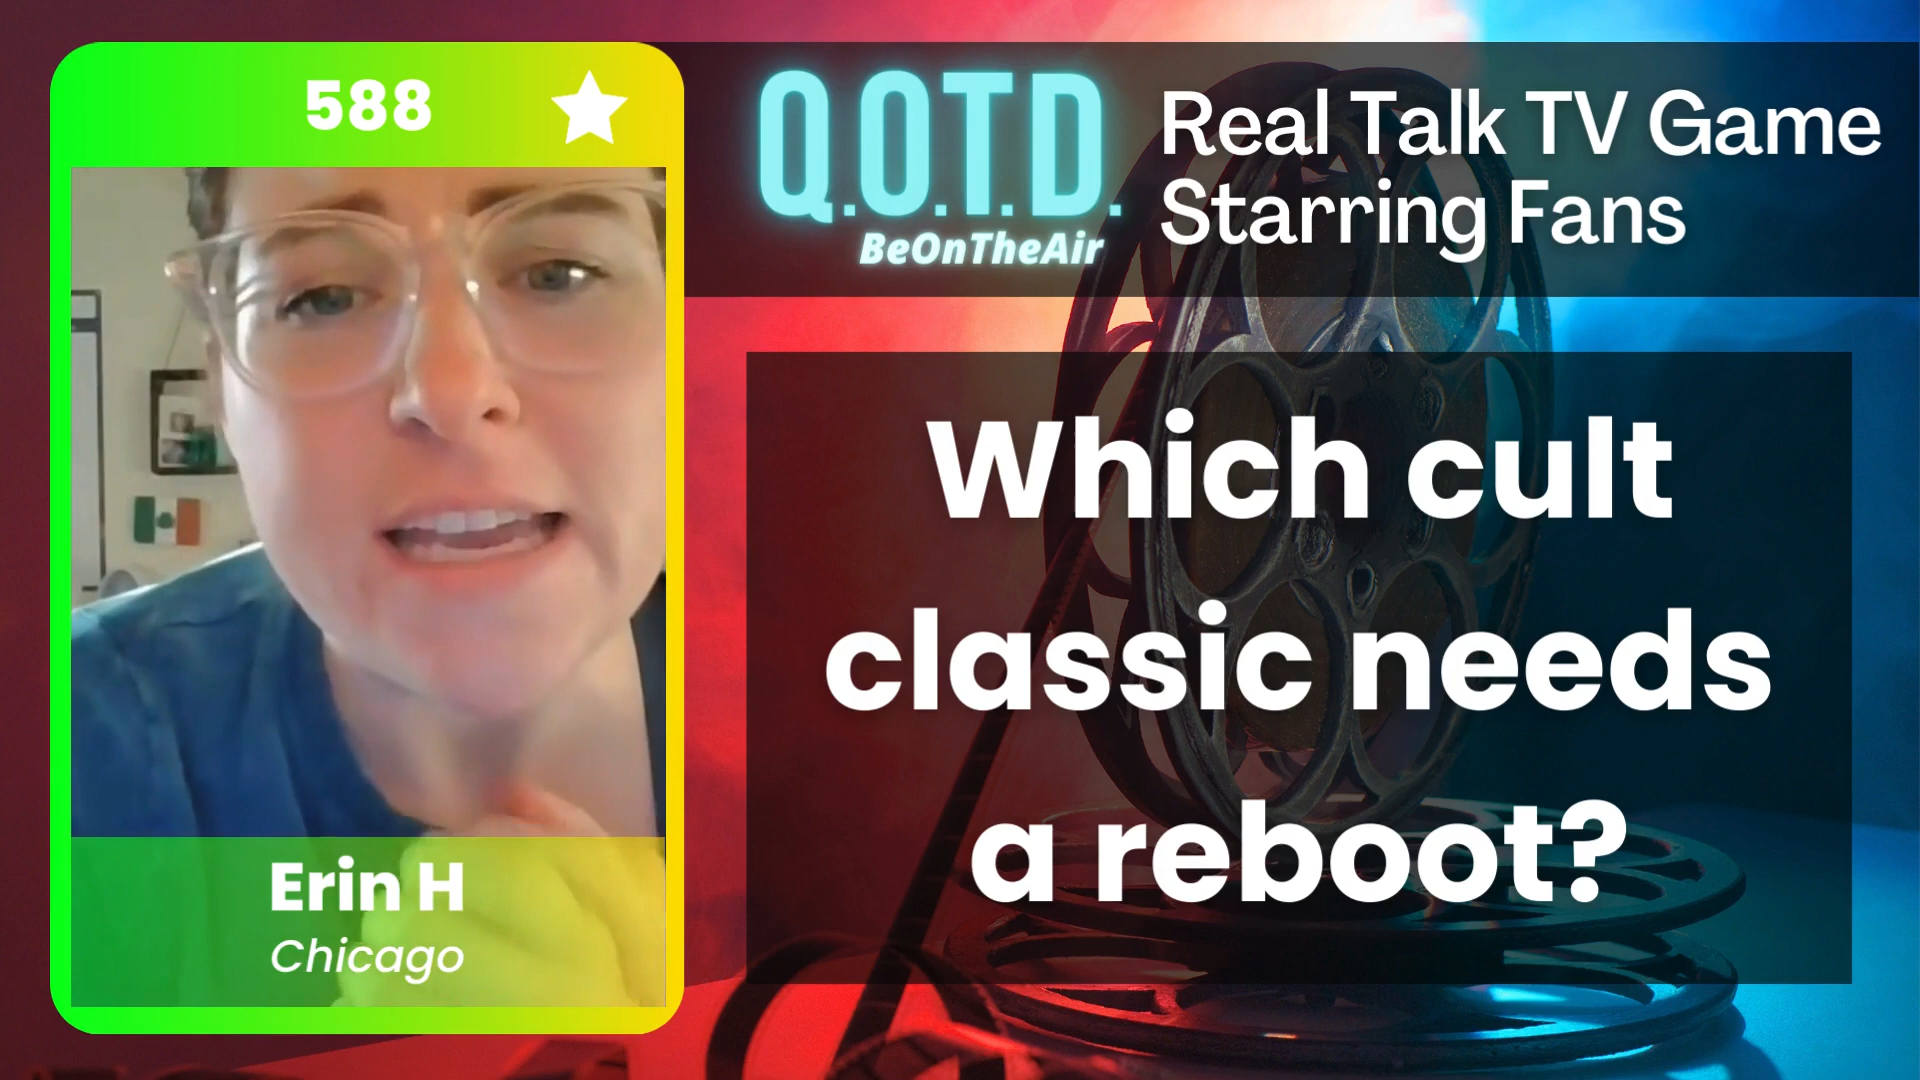 588
Erin H
Chicago
Q.O.T.D.
BeOnTheAir
Real Talk TV Game
Starring Fans
Which cult
classic needs
a reboot?